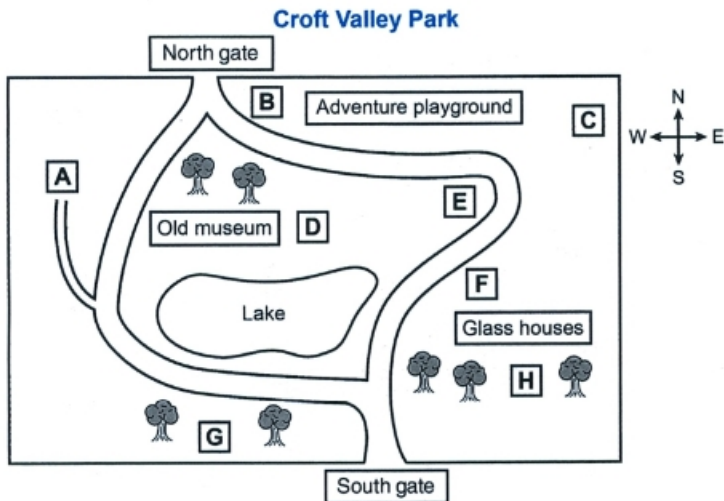 Croft Valley Park
North gate
B
Adventure playground
C
N
W
E
S
A
E
Old museum
D
F
Lake
Glass houses
H
G
South gate